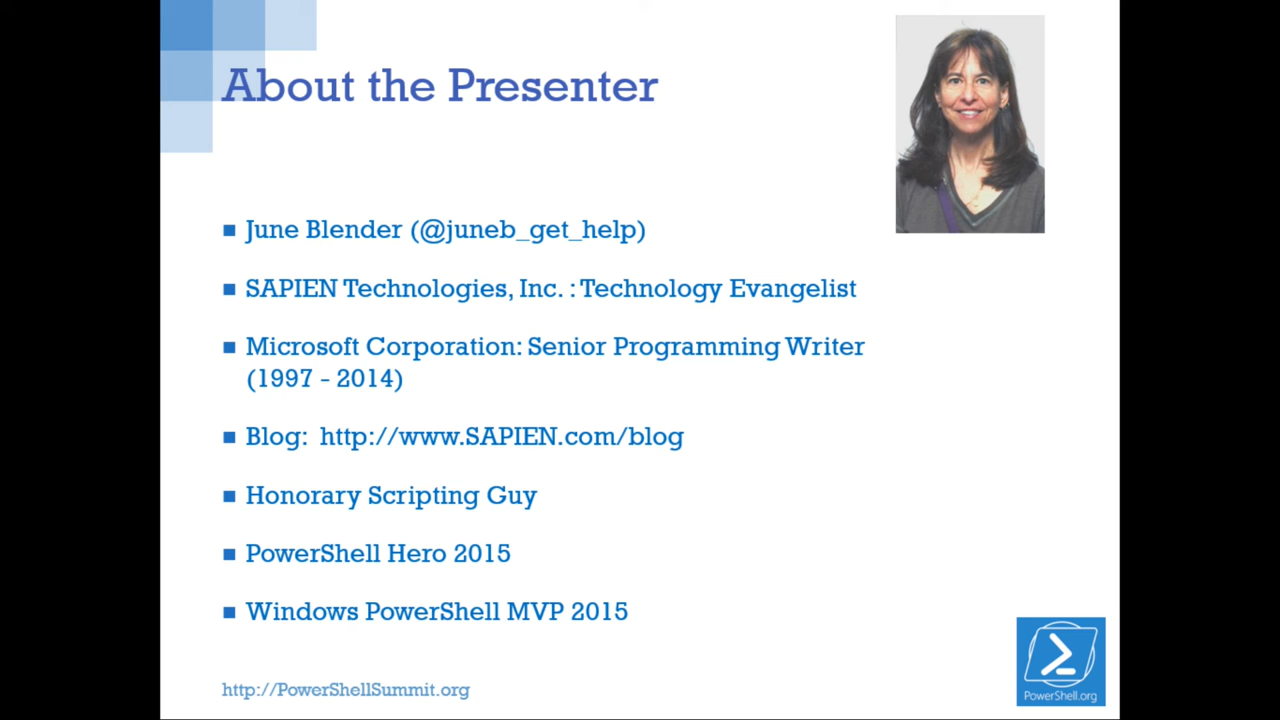 About the Presenter
June Blender (@juneb_get_help)
SAPIEN Technologies, Inc. : Technology Evangelist
Microsoft Corporation: Senior Programming Writer
(1997 - 2014)
Blog: http://www.SAPIEN.com/blog
Honorary Scripting Guy
PowerShell Hero 2015
Windows PowerShell MVP 2015
http://PowerShellSummit.org
PowerShell.org